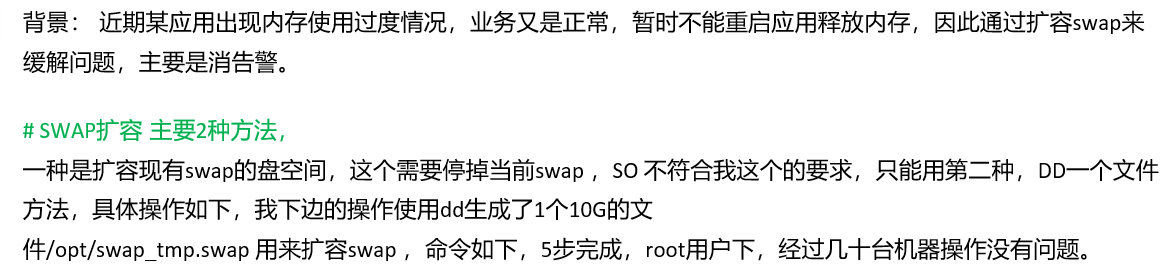 背景： 近期某应用出现内存使用过度情况，业务又是正常，暂时不能重启应用释放内存，因此通过扩容swap来
缓解问题，主要是消告警。
# SWAP扩容 主要2种方法，
一种是扩容现有swap的盘空间，这个需要停掉当前swap ，SO 不符合我这个的要求，只能用第二种，DD一个文件
方法，具体操作如下，我下边的操作使用dd生成了1个10G的文
件/opt/swap_tmp.swap 用来扩容swap ，命令如下，5步完成，root用户下，经过几十台机器操作没有问题。